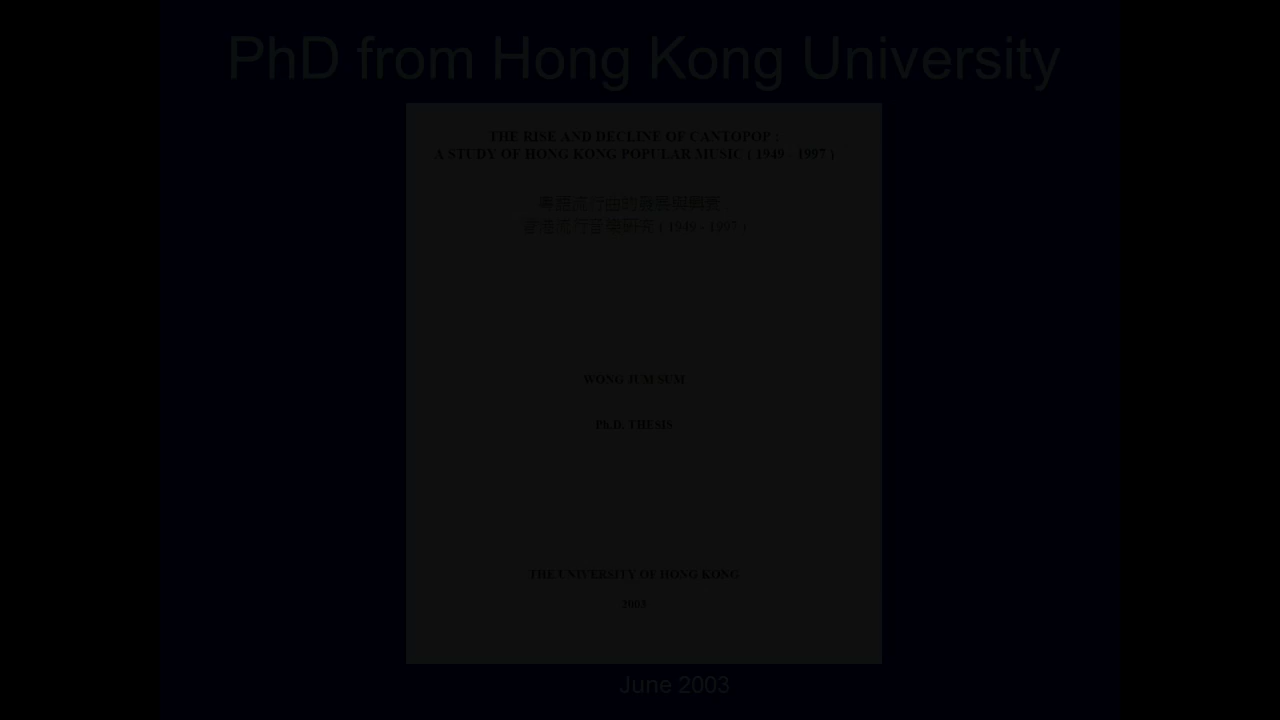 PhD from Hong Kong University
THE RISE AND DECLINE OF CANTOPOP :
A STUDY OF HONG KONG POPULAR MUSIC ( 1949 - 1997 )
粵語流行曲的發展與興衰
香港流行音樂研究 ( 1949 - 1997 )
WONG JUM SUM
Ph.D. THESIS
THE UNIVERSITY OF HONG KONG
2003
June 2003